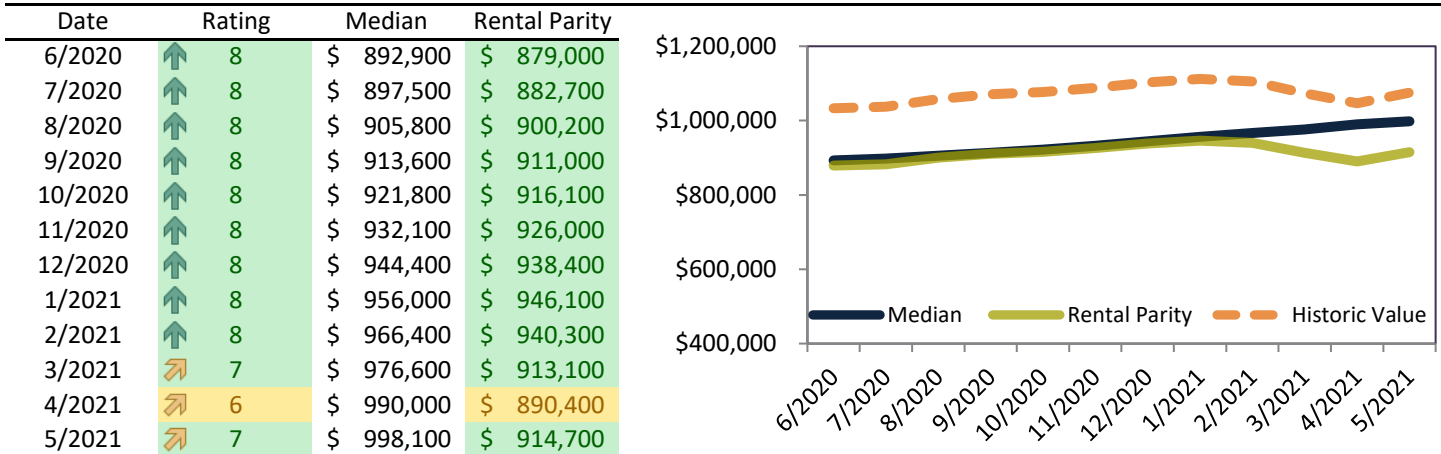 Date Rating Median Rental Parity
6/2020 8 $ 892,900 $ 879,000
7/2020 8 $ 897,500 $ 882,700
8/2020 8 $ 905,800 $ 900,200
9/2020 8 $ 913,600 $ 911,000
10/2020 8 $ 921,800 $ 916,100
11/2020 8 $ 932,100 $ 926,000
12/2020 8 $ 944,400 $ 938,400
1/2021 8 $ 956,000 $ 946,100
2/2021 8 $ 966,400 $ 940,300
3/2021 7 $ 976,600 $ 913,100
4/2021 6 $ 990,000 $ 890,400
5/2021 7 $ 998,100 $ 914,700
$1,200,000
$1,000,000
$800,000
$600,000
$400,000
Median Rental Parity Historic Value
6/2020 7/2020 8/2020 9/2020 10/2020 11/2020 12/2020 1/2021 2/2021 3/2021 4/2021 5/2021